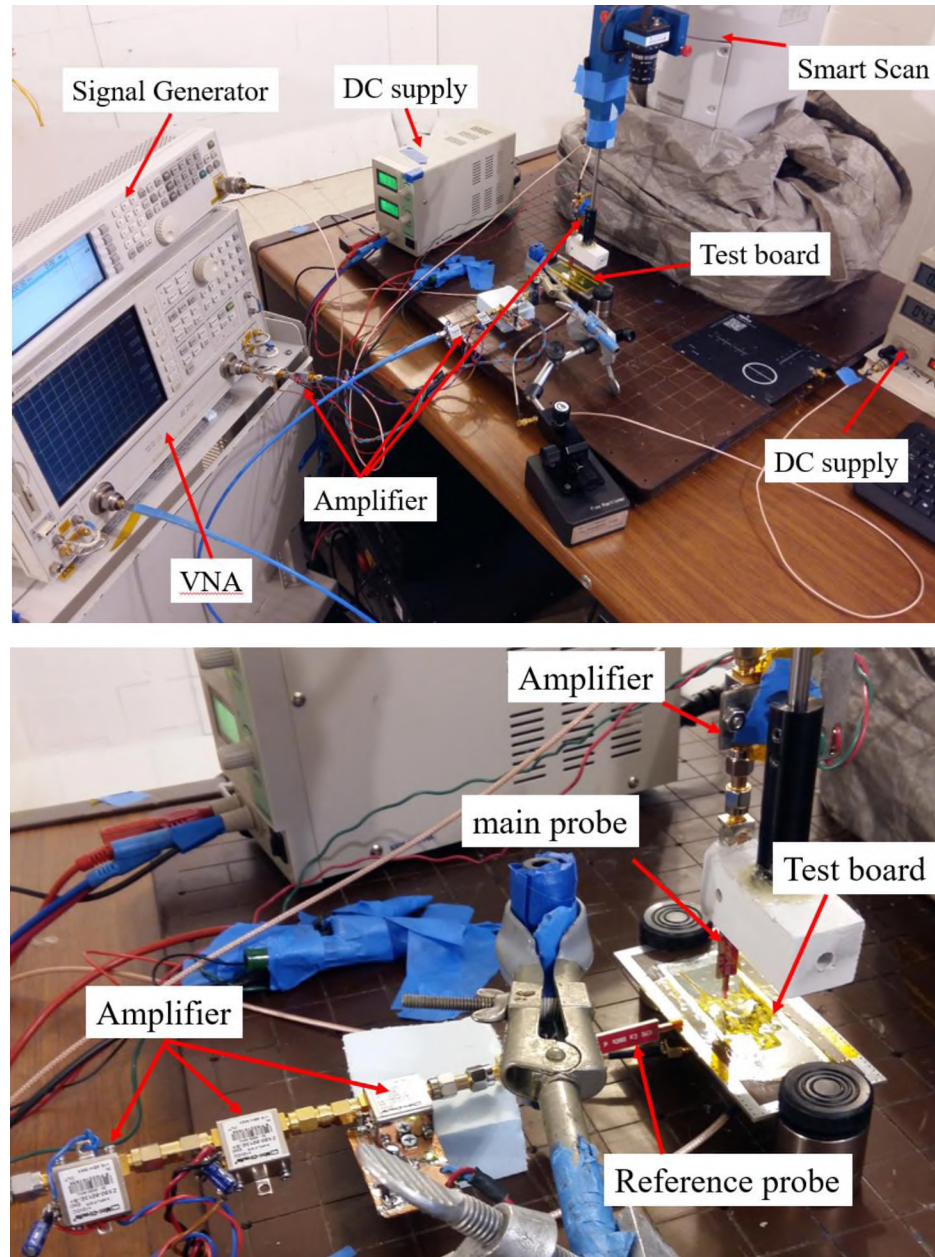 Signal Generator
DC supply
Smart Scan
Test board
DC supply
Amplifier
VNA
Amplifier
main probe
Test board
Amplifier
Reference probe